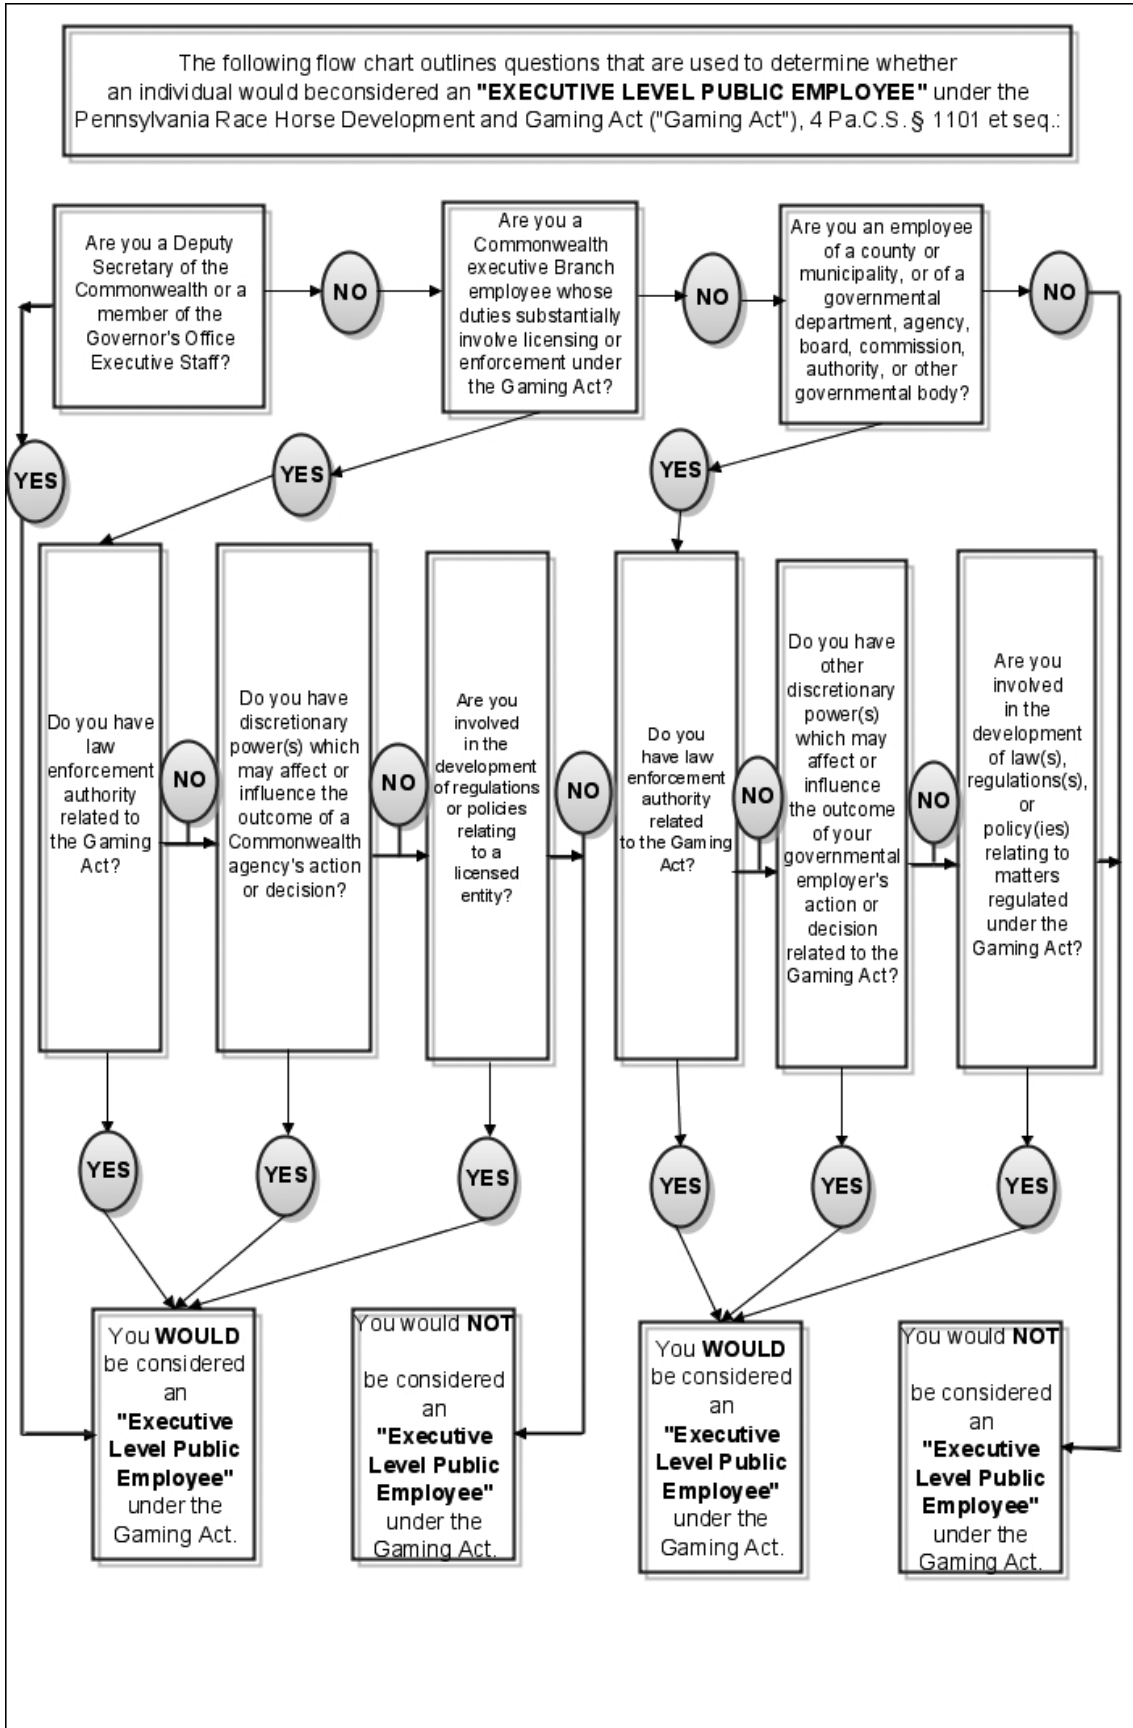 The following flow chart outlines questions that are used to determine whether
an individual would beconsidered an "EXECUTIVE LEVEL PUBLIC EMPLOYEE" under the
Pennsylvania Race Horse Development and Gaming Act ("Gaming Act"), 4 Pa.C.S. § 1101 et seq.:
Are you a Deputy
Secretary of the
Commonwealth or a
member of the
Governor's Office
Executive Staff?
NO
Are you a
Commonwealth
executive Branch
employee whose
duties substantially
involve licensing or
enforcement under
the Gaming Act?
NO
Are you an employee
of a county or
municipality, or of a
governmental
department, agency,
board, commission,
authority, or other
governmental body?
NO
YES
YES
YES
Do you have
law
enforcement
authority
related to
the Gaming
Act?
NO
Do you have
discretionary
power(s) which
may affect or
influence the
outcome of a
Commonwealth
agency's action
or decision?
NO
Are you
involved
in the
development
of regulations
or policies
relating
to a
licensed
entity?
NO
Do you
have law
enforcement
authority
related
to the Gaming
Act?
NO
Do you have
other
discretionary
power(s)
which may
affect or
influence
the outcome
of your
governmental
employer's
action or
decision
related to the
Gaming Act?
NO
Are you
involved
in the
development
of law(s),
regulations(s),
or
policy(ies)
relating to
matters
regulated
under the
Gaming Act?
YES
YES
YES
YES
YES
YES
You WOULD
be considered
an
"Executive
Level Public
Employee"
under the
Gaming Act.
You would NOT
be considered
an
"Executive
Level Public
Employee"
under the
Gaming Act.
You WOULD
be considered
an
"Executive
Level Public
Employee"
under the
Gaming Act.
You would NOT
be considered
an
"Executive
Level Public
Employee"
under the
Gaming Act.